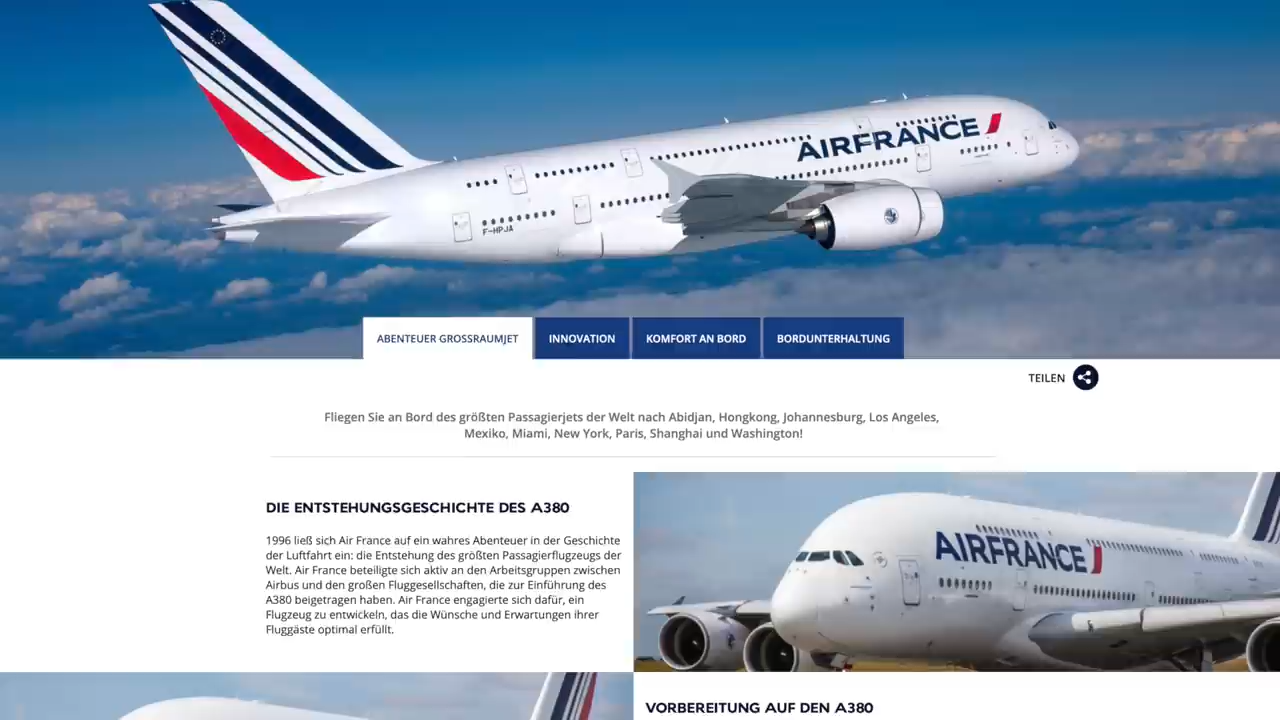 AIRFRANCE
F-HPJA
ABENTEUER GROSSRAUMJET
INNOVATION
KOMFORT AN BORD
BORDUNTERHALTUNG
TEILEN
Fliegen Sie an Bord des größten Passagierjets der Welt nach Abidjan, Hongkong, Johannesburg, Los Angeles,
Mexiko, Miami, New York, Paris, Shanghai und Washington!
DIE ENTSTEHUNGSGESCHICHTE DES A380
1996 ließ sich Air France auf ein wahres Abenteuer in der Geschichte
der Luftfahrt ein: die Entstehung des größten Passagierflugzeugs der
Welt. Air France beteiligte sich aktiv an den Arbeitsgruppen zwischen
Airbus und den großen Fluggesellschaften, die zur Einführung des
A380 beigetragen haben. Air France engagierte sich dafür, ein
Flugzeug zu entwickeln, das die Wünsche und Erwartungen ihrer
Fluggäste optimal erfüllt.
AIRFRANCE
VORBEREITUNG AUF DEN A380